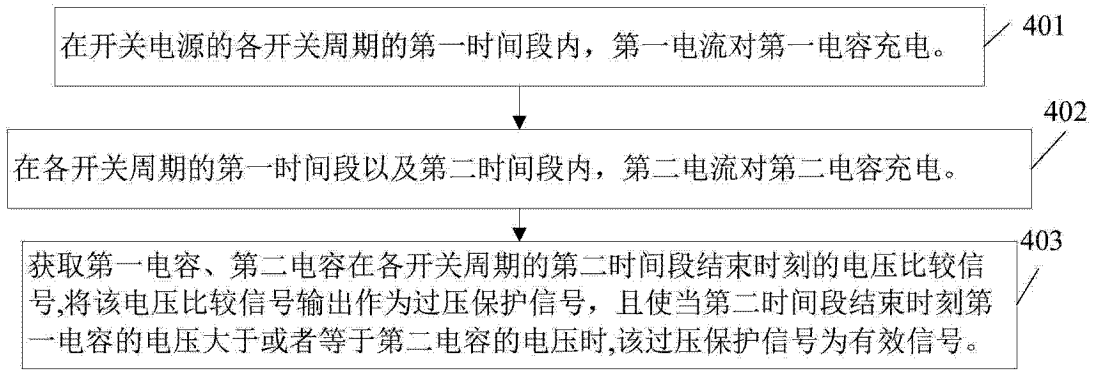 在开关电源的各开关周期的第一时间段内，第一电流对第一电容充电。
401
402
在各开关周期的第一时间段以及第二时间段内，第二电流对第二电容充电。
403
获取第一电容、第二电容在各开关周期的第二时间段结束时刻的电压比较信
号,将该电压比较信号输出作为过压保护信号，且使当第二时间段结束时刻第
一电容的电压大于或者等于第二电容的电压时,该过压保护信号为有效信号。